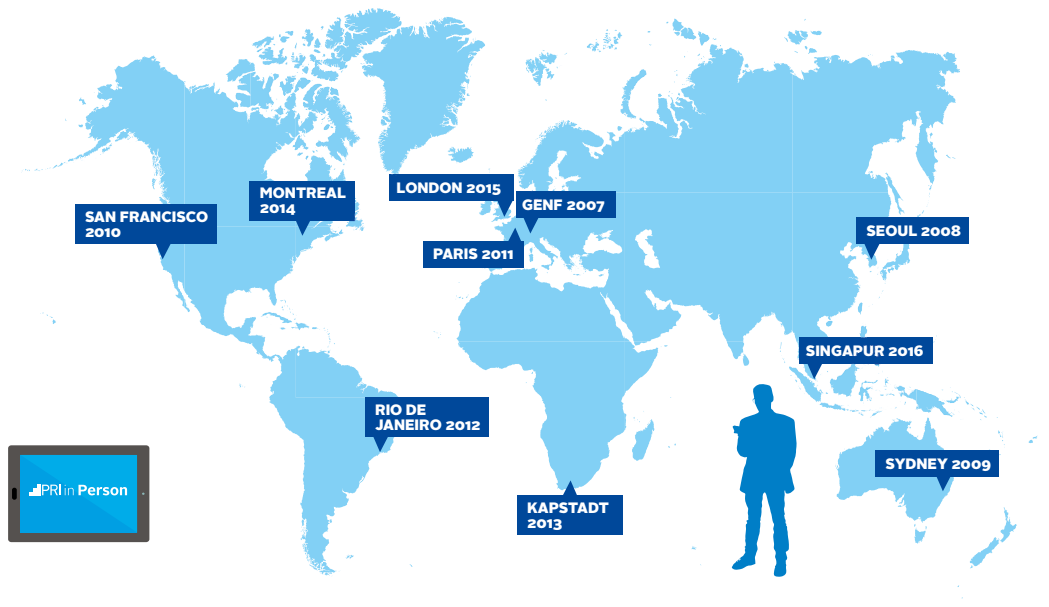 LONDON 2015
MONTREAL
2014
GENF 2007
SAN FRANCISCO
2010
SEOUL 2008
PARIS 2011
SINGAPUR 2016
RIO DE
JANEIRO 2012
SYDNEY 2009
PRI in Person
KAPSTADT
2013